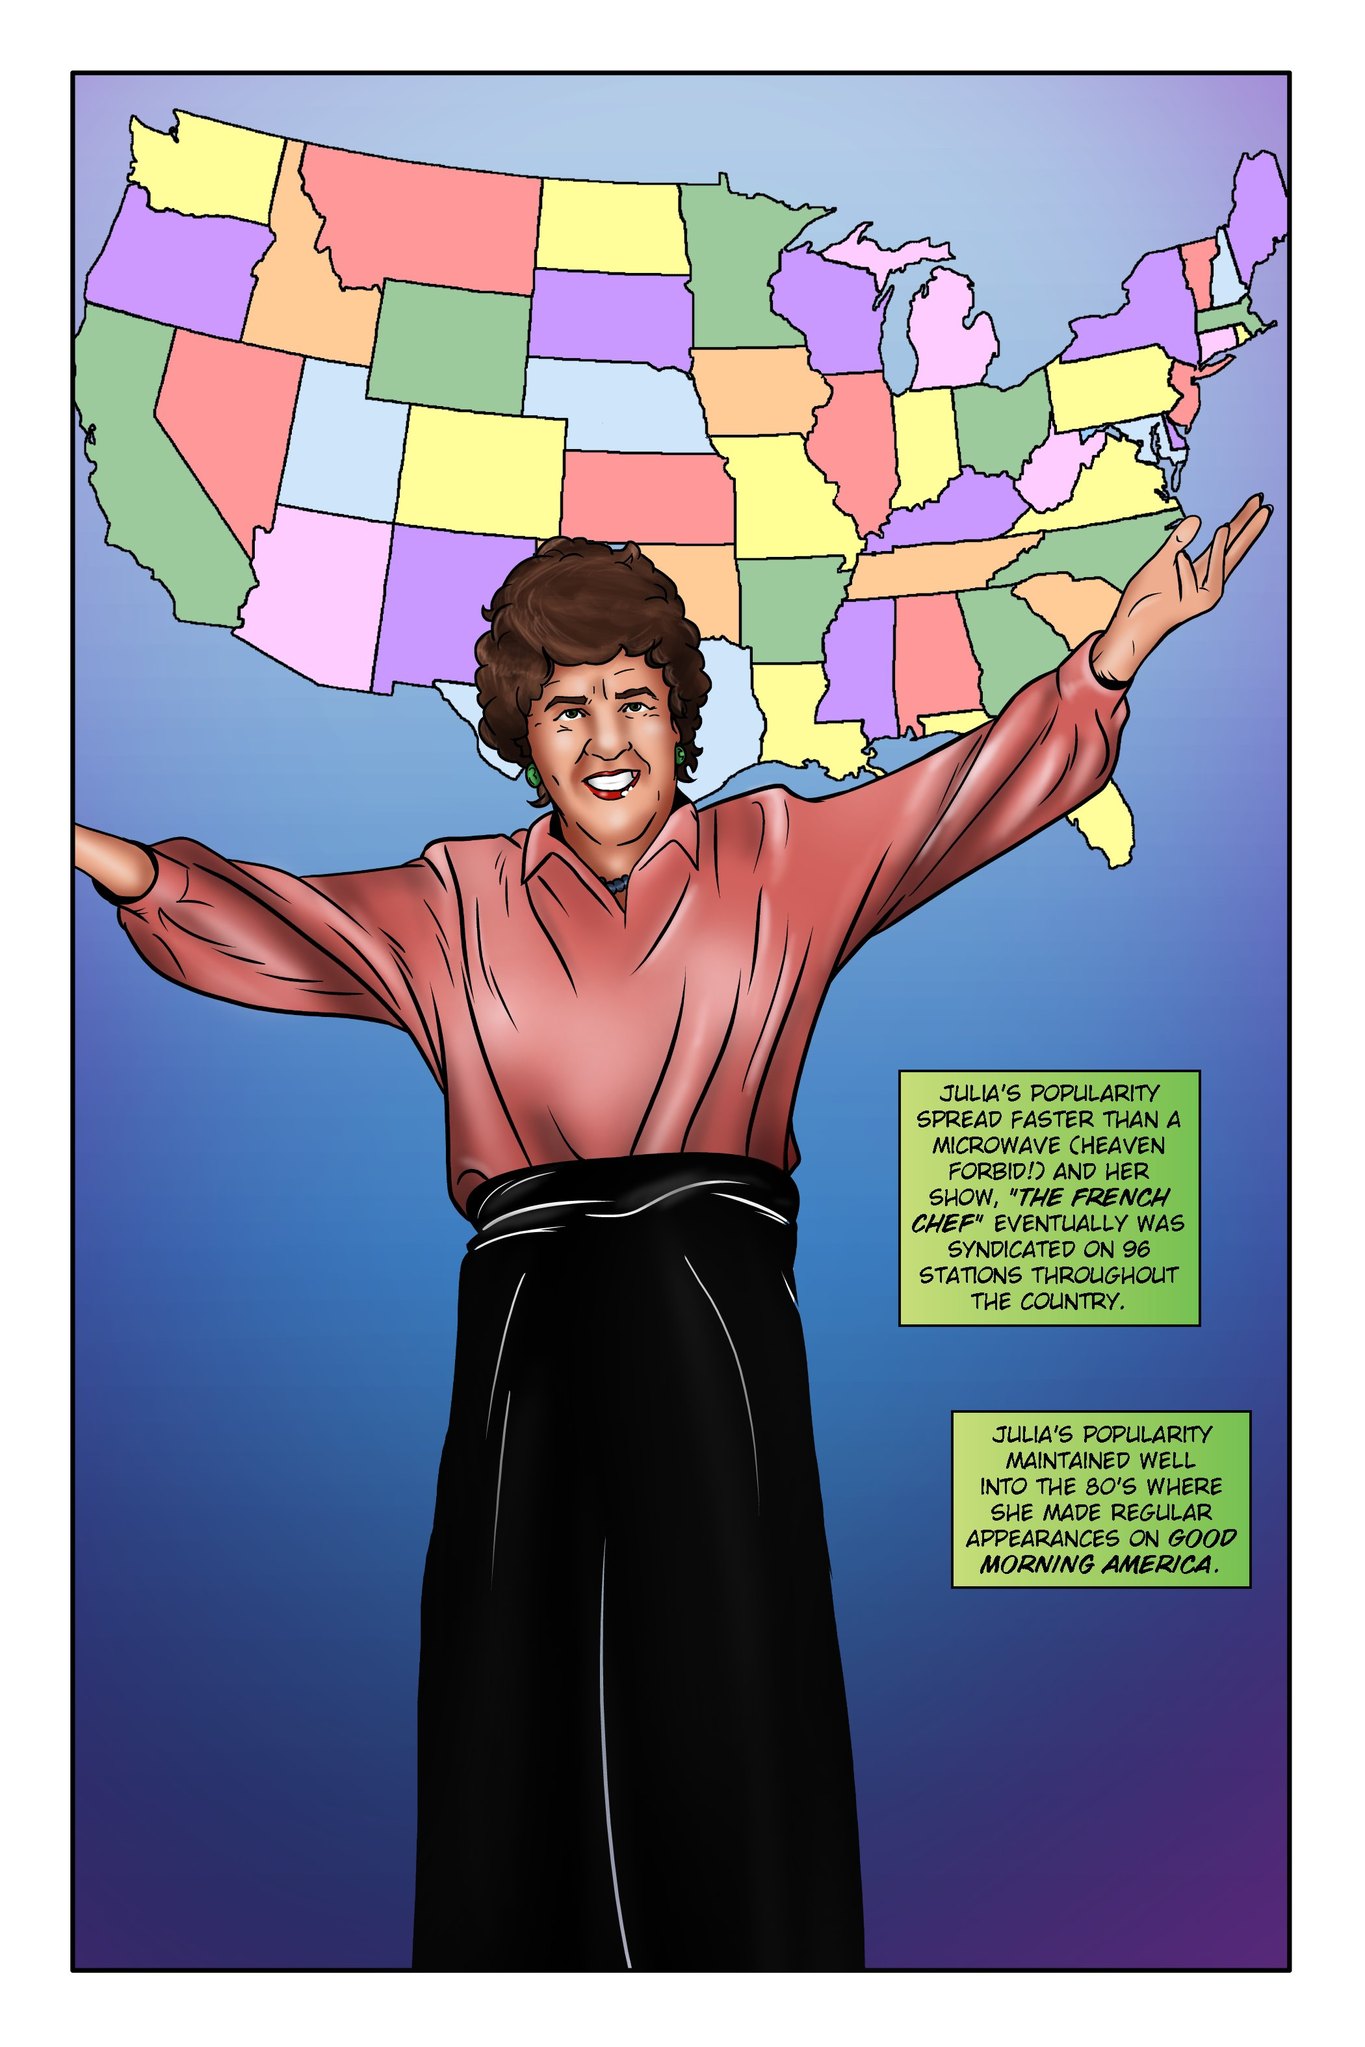 JULIA'S POPULARITY
SPREAD FASTER THAN A
MICROWAVE (HEAVEN
FORBID!) AND HER
SHOW, "THE FRENCH
CHEF" EVENTUALLY WAS
SYNDICATED ON 96
STATIONS THROUGHOUT
THE COUNTRY.
JULIA'S POPULARITY
MAINTAINED WELL
INTO THE 80'S WHERE
SHE MADE REGULAR
APPEARANCES ON GOOD
MORNING AMERICA.